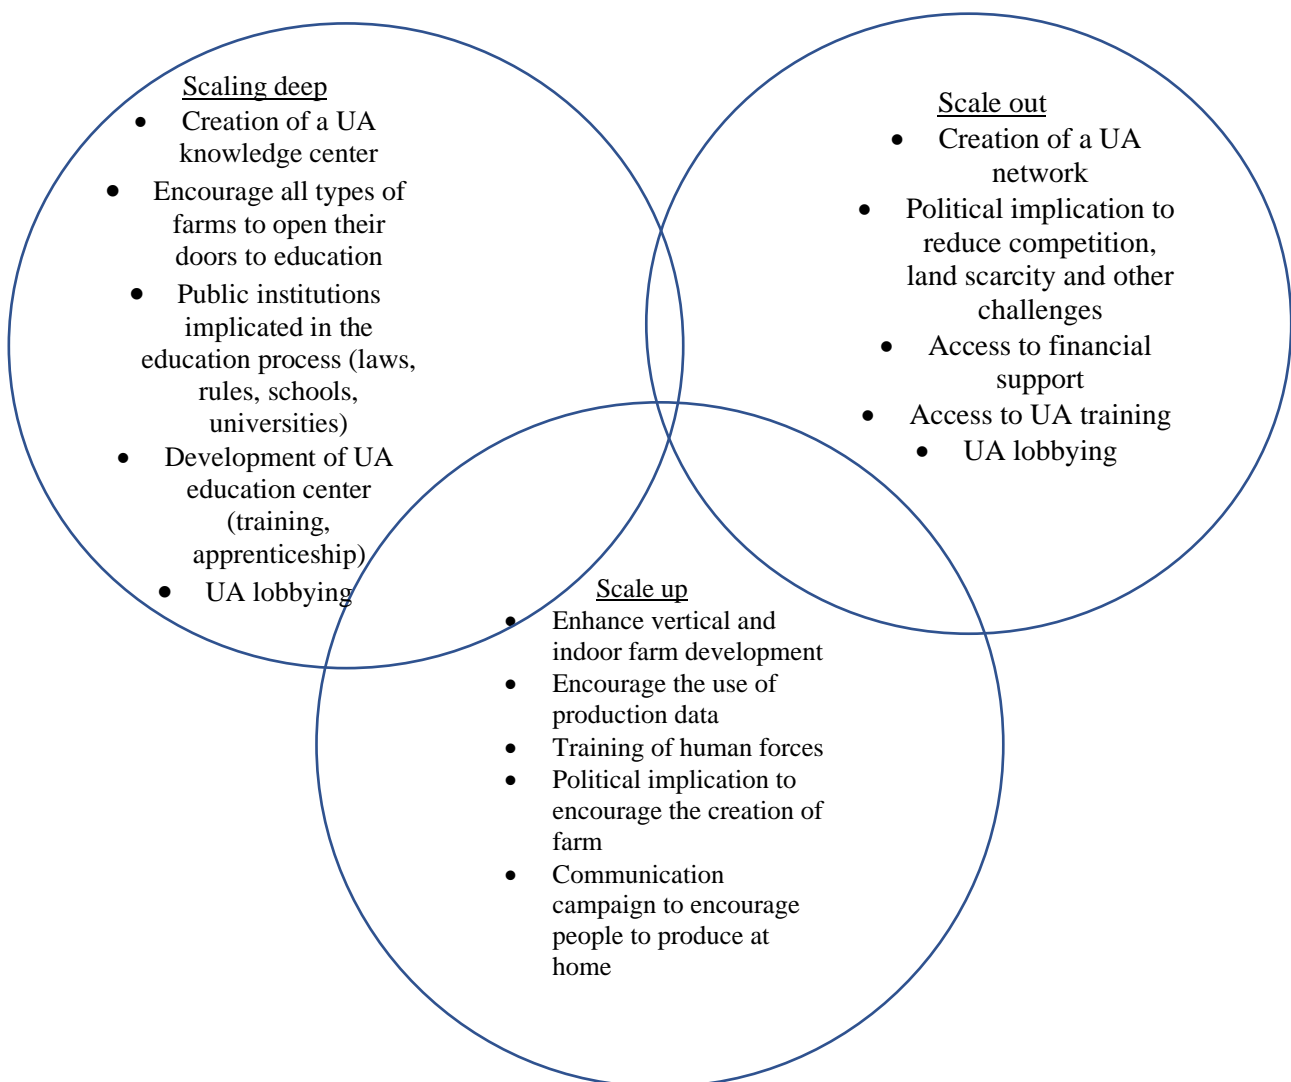 Scaling deep
• Creation of a UA
knowledge center
• Encourage all types of
farms to open their
doors to education
• Public institutions
implicated in the
education process (laws,
rules, schools,
universities)
• Development of UA
education center
(training,
apprenticeship)
• UA lobbying
Scale out
• Creation of a UA
network
• Political implication to
reduce competition,
land scarcity and other
challenges
• Access to financial
support
• Access to UA training
• UA lobbying
Scale up
• Enhance vertical and
indoor farm development
• Encourage the use of
production data
• Training of human forces
• Political implication to
encourage the creation of
farm
• Communication
campaign to encourage
people to produce at
home